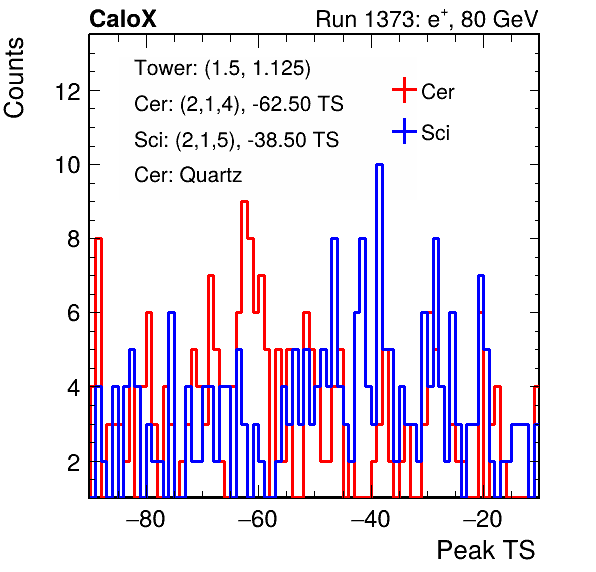 CaloX Run 1373: e+, 80 GeV
Counts
Tower: (1.5, 1.125)
Cer: (2,1,4), -62.50 TS
Sci: (2,1,5), -38.50 TS
Cer: Quartz
Cer
Sci
12
10
8
6
4
2
−80 −60 −40 −20
Peak TS